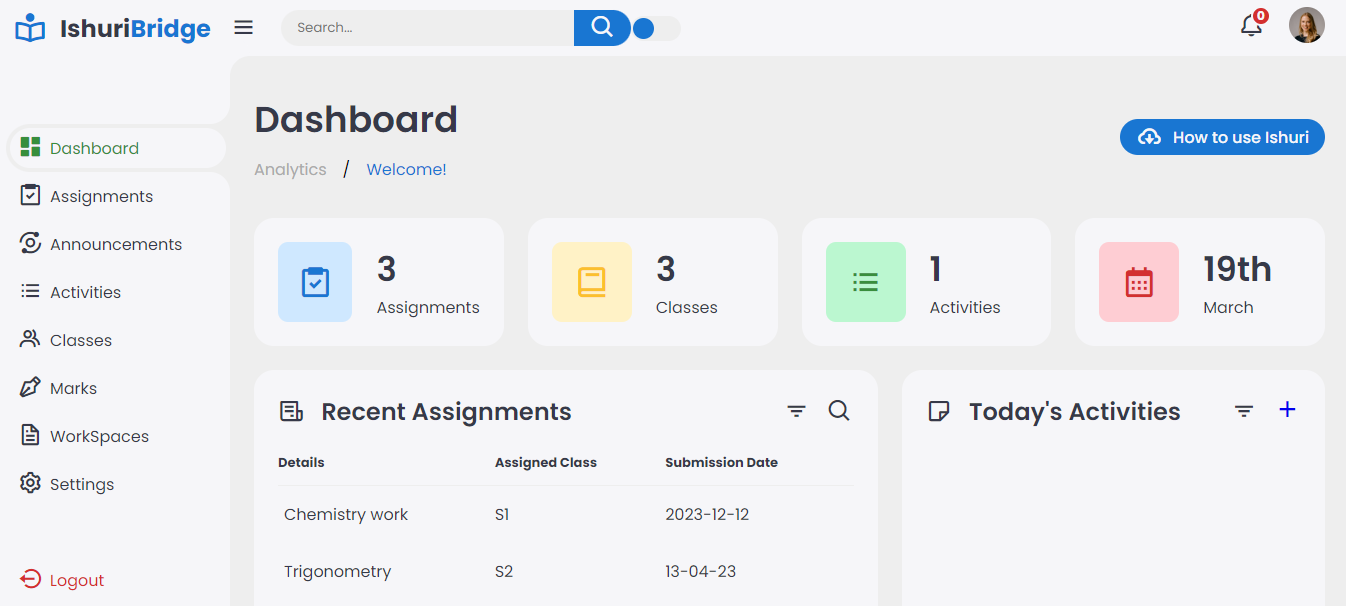 IshuriBridge
Search...
0
Dashboard
Assignments
Announcements
Activities
Classes
Marks
WorkSpaces
Settings
Logout
Dashboard
Analytics / Welcome!
How to use Ishuri
3
Assignments
3
Classes
1
Activities
19th
March
Recent Assignments
Details Assigned Class Submission Date
Chemistry work S1 2023-12-12
Trigonometry S2 13-04-23
Today's Activities